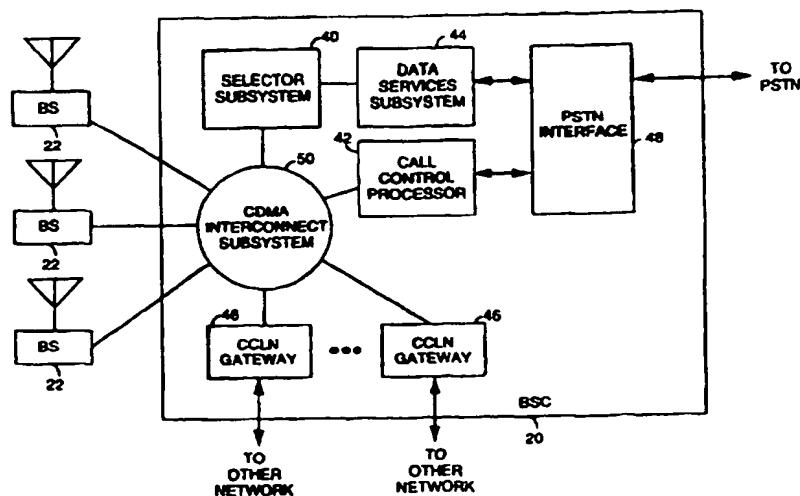 40
44
SELECTOR
SUBSYSTEM
DATA
SERVICES
SUBSYSTEM
PSTN
INTERFACE
48
TO
PSTN
BS
22
42
CALL
CONTROL
PROCESSOR
50
CDMA
INTERCONNECT
SUBSYSTEM
BS
22
BS
22
46
CCLN
GATEWAY
46
CCLN
GATEWAY
BSC
20
TO
OTHER
NETWORK
TO
OTHER
NETWORK